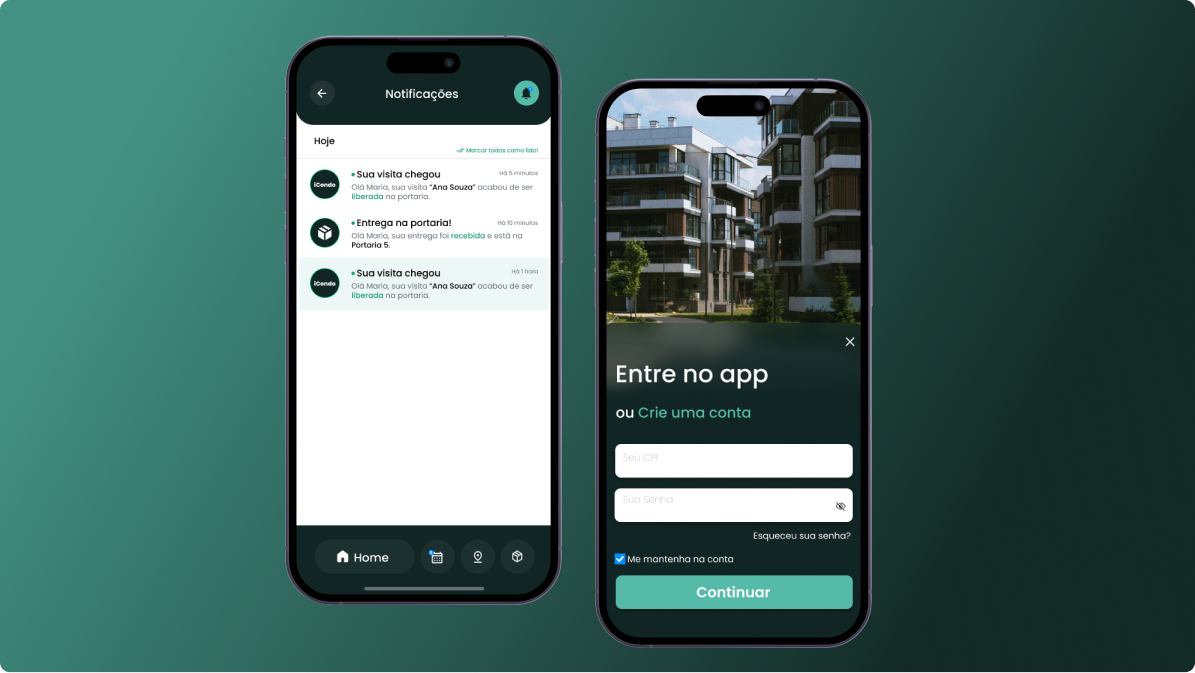 Notificações
Hoje
Marcar todas como lido!
iCondo
Sua visita chegou
Há 5 minutos
Olá Maria, sua visita “Ana Souza” acabou de ser
liberada na portaria.
Entrega na portaria!
Há 10 minutos
Olá Maria, sua entrega foi recebida e está na
Portaria 5.
iCondo
Sua visita chegou
Há 1 hora
Olá Maria, sua visita “Ana Souza” acabou de ser
liberada na portaria.
Home
Entre no app
ou Crie uma conta
Seu CPF
Sua Senha
Esqueceu sua senha?
Me mantenha na conta
Continuar